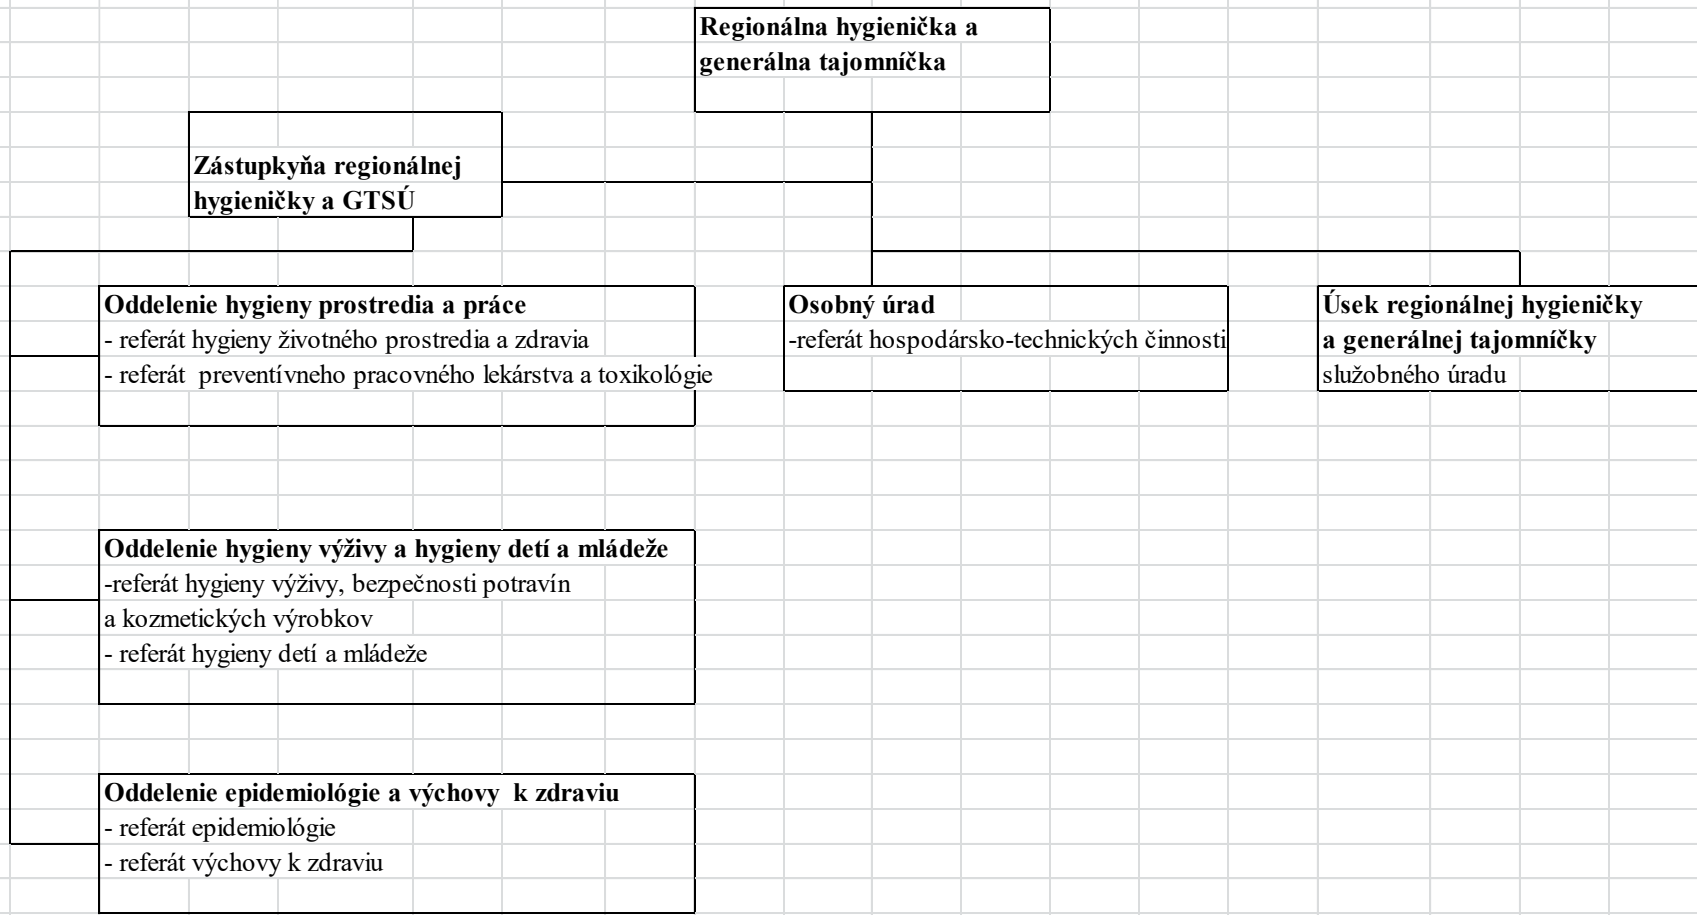 Regionálna hygienička a
generálna tajomníčka
Zástupkyňa regionálnej
hygieničky a GTSÚ
Oddelenie hygieny prostredia a práce
- referát hygieny životného prostredia a zdravia
- referát  preventívneho pracovného lekárstva a toxikológie
Osobný úrad
-referát hospodársko-technických činnosti
Úsek regionálnej hygieničky
a generálnej tajomníčky
služobného úradu
Oddelenie hygieny výživy a hygieny detí a mládeže
-referát hygieny výživy, bezpečnosti potravín
a kozmetických výrobkov
- referát hygieny detí a mládeže
Oddelenie epidemiológie a výchovy  k zdraviu
- referát epidemiológie
- referát výchovy k zdraviu